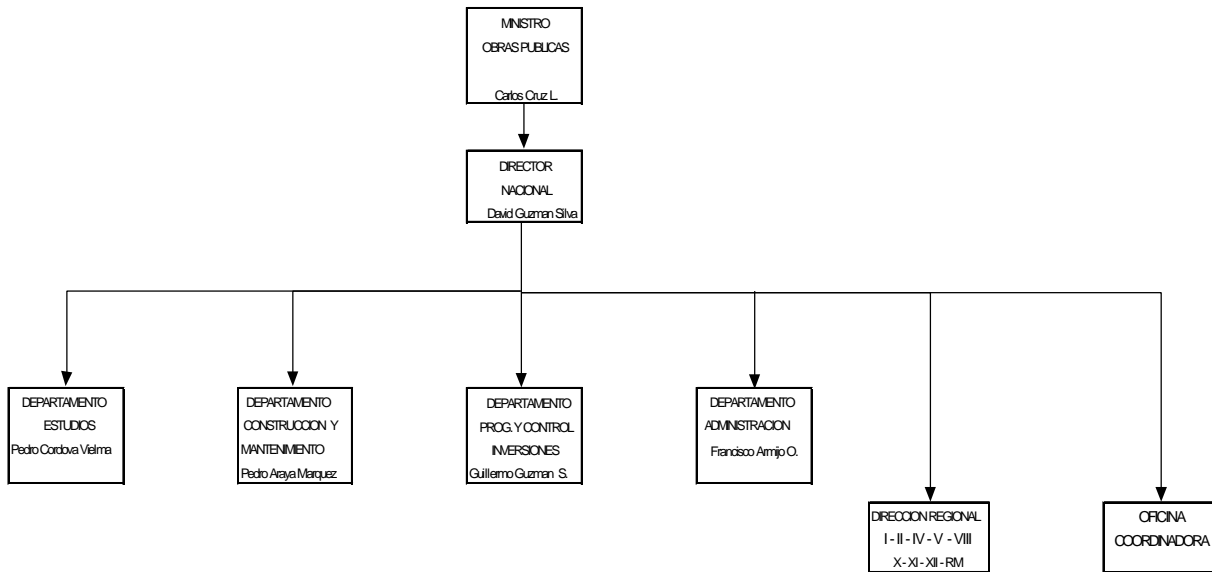 MINISTRO
OBRAS PUBLICAS
Carlos Cruz L.
DIRECTOR
NACIONAL
David Guzman Silva
DEPARTAMENTO
ESTUDIOS
Pedro Cordova Vielma
DEPARTAMENTO
CONSTRUCCION Y
MANTENIMIENTO
Pedro Araya Marquez
DEPARTAMENTO
PROG. Y CONTROL
INVERSIONES
Guillermo Guzman S.
DEPARTAMENTO
ADMINISTRACION
Francisco Armijo O.
DIRECCION REGIONAL
I - II - IV - V - VIII
X - XI - XII - RM
OFICINA
COORDINADORA